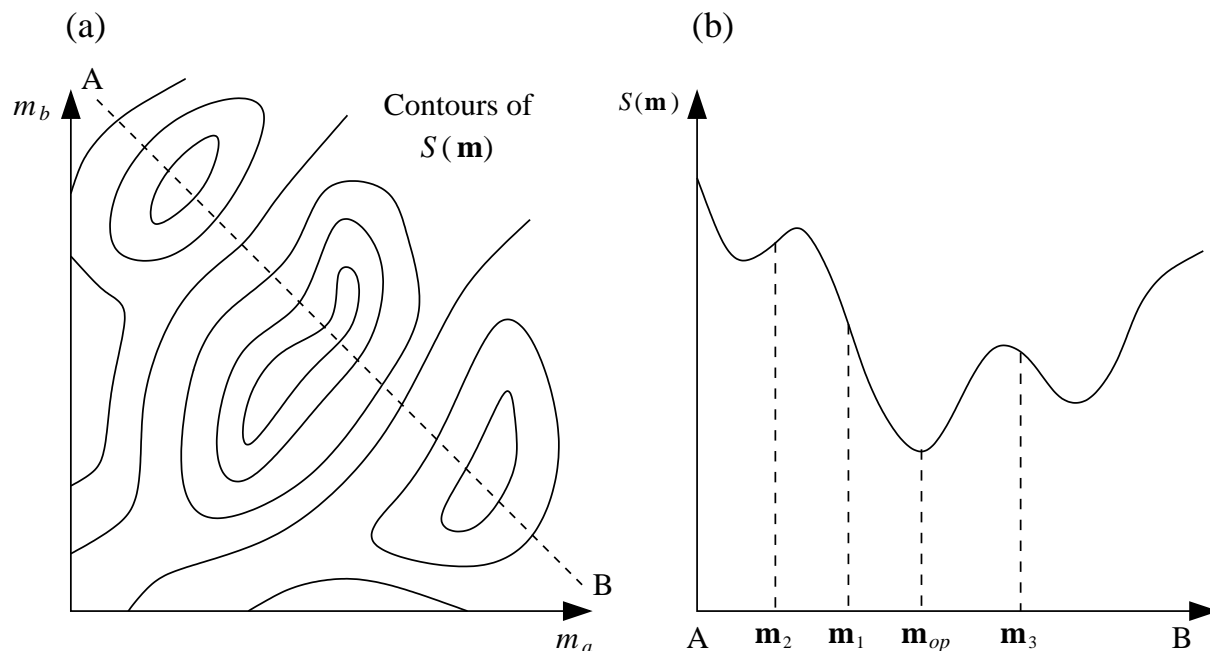 (a)
A
m_b
Contours of
S(m)
B
m_a
(b)
S(m)
A m_2 m_1 m_op m_3 B